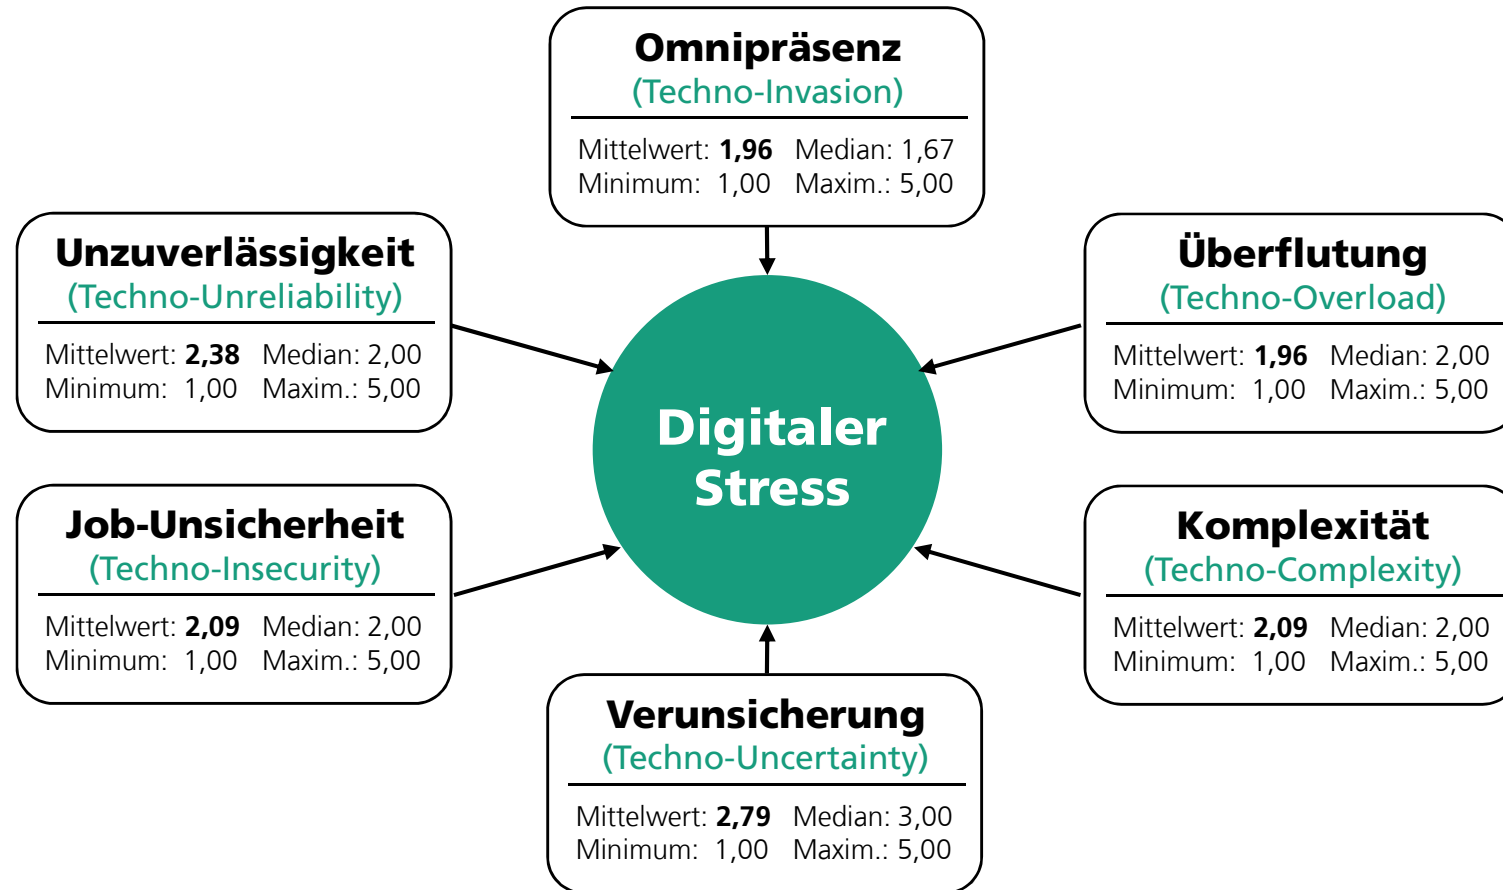 Omnipräsenz
(Techno-Invasion)
Mittelwert: 1,96 Median: 1,67
Minimum: 1,00 Maxim.: 5,00
Unzuverlässigkeit
(Techno-Unreliability)
Mittelwert: 2,38 Median: 2,00
Minimum: 1,00 Maxim.: 5,00
Überflutung
(Techno-Overload)
Mittelwert: 1,96 Median: 2,00
Minimum: 1,00 Maxim.: 5,00
Digitaler
Stress
Job-Unsicherheit
(Techno-Insecurity)
Mittelwert: 2,09 Median: 2,00
Minimum: 1,00 Maxim.: 5,00
Komplexität
(Techno-Complexity)
Mittelwert: 2,09 Median: 2,00
Minimum: 1,00 Maxim.: 5,00
Verunsicherung
(Techno-Uncertainty)
Mittelwert: 2,79 Median: 3,00
Minimum: 1,00 Maxim.: 5,00